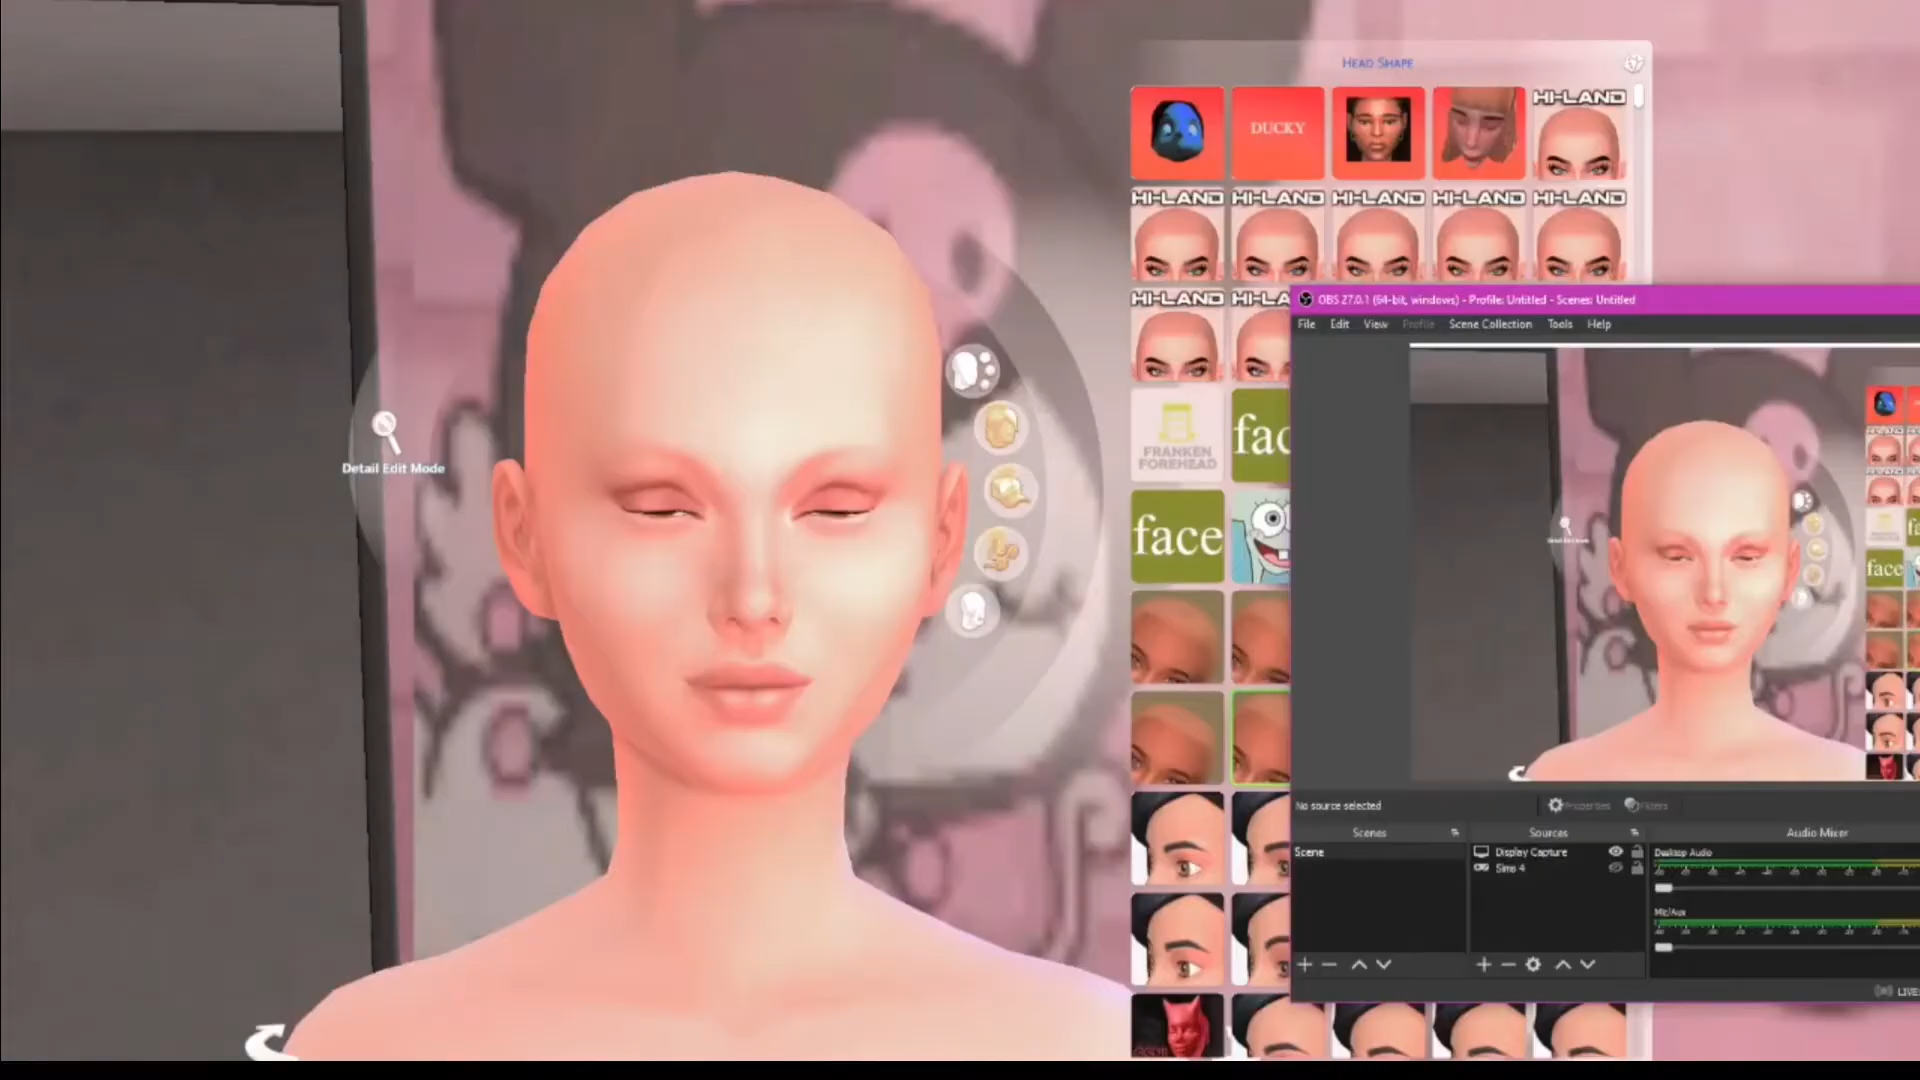 HEAD SHAPE
DUCKY
HI-LAND
HI-LAND HI-LAND HI-LAND HI-LAND HI-LAND
HI-LAND HI-LA
OBS 27.0.1 (64-bit, windows) - Profile: Untitled - Scenes: Untitled
File Edit View Profile Scene Collection Tools Help
FRANKEN
FOREHEAD
fac
Detail Edit Mode
face
face
No source selected
Properties Filters
Scenes Sources Audio Mixer
Scene
Display Capture
Sims 4
Desktop Audio
Mic/Aux
LIVE